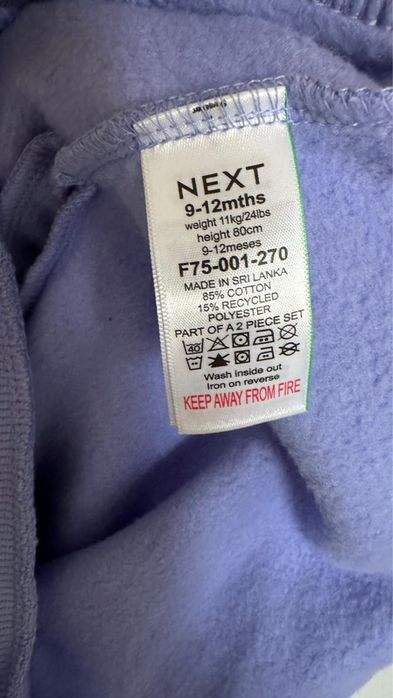 NEXT
9-12mths
weight 11kg/24lbs
height 80cm
9-12meses
F75-001-270
MADE IN SRI LANKA
85% COTTON
15% RECYCLED
POLYESTER
PART OF A 2 PIECE SET
40
Wash inside out
Iron on reverse
KEEP AWAY FROM FIRE